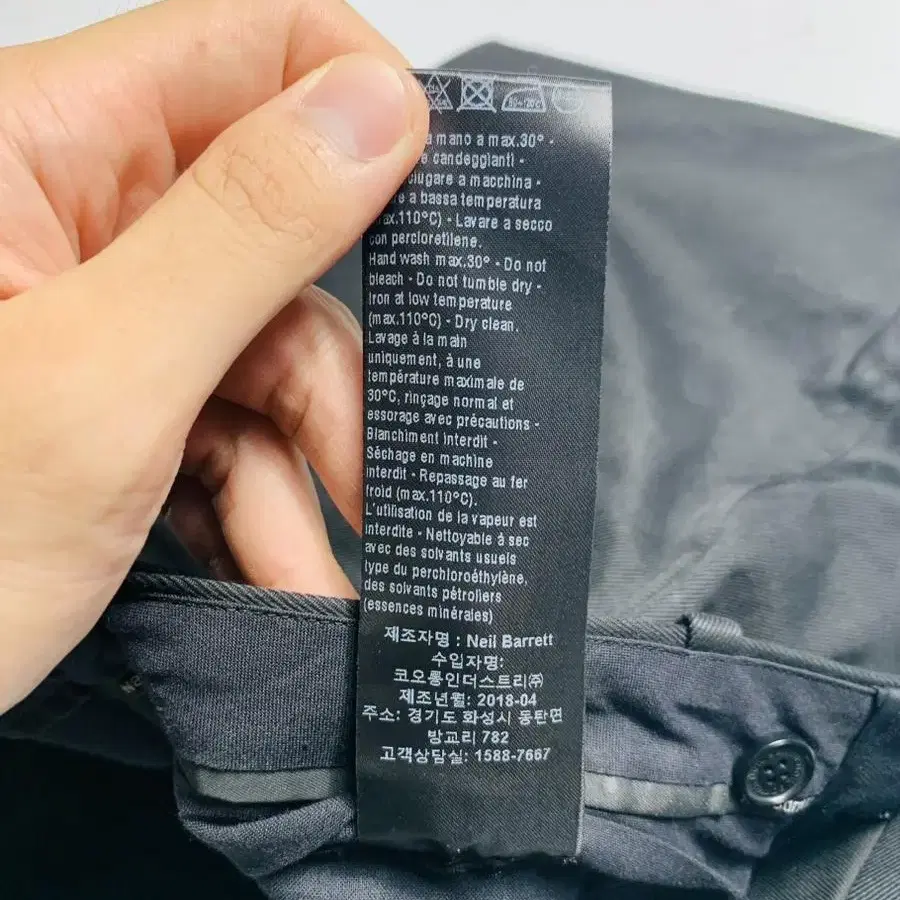 a mano a max.30° -
candeggianti -
ciugare a macchina -
e a bassa temperatura
ax.110°C) - Lavare a secco
con percloretilene.
Hand wash max.30° - Do not
bleach - Do not tumble dry -
Iron at low temperature
(max.110°C) - Dry clean.
Lavage à la main
uniquement, à une
température maximale de
30°C, rinçage normal et
essorage avec précautions -
Blanchiment interdit -
Séchage en machine
interdit - Repassage au fer
froid (max.110°C).
L'utilisation de la vapeur est
interdite - Nettoyable à sec
avec des solvants usuels
type du perchloroéthylène,
des solvants pétroliers
(essences minérales)
제조자명 : Neil Barrett
수입자명:
코오롱인더스트리㈜
제조년월: 2018-04
주소: 경기도 화성시 동탄면
방교리 782
고객상담실: 1588-7667